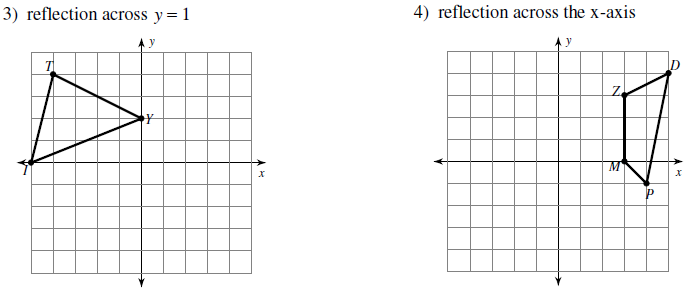 3) reflection across y = 1
y
T
Y
I
x
4) reflection across the x-axis
y
D
Z
M
x
P